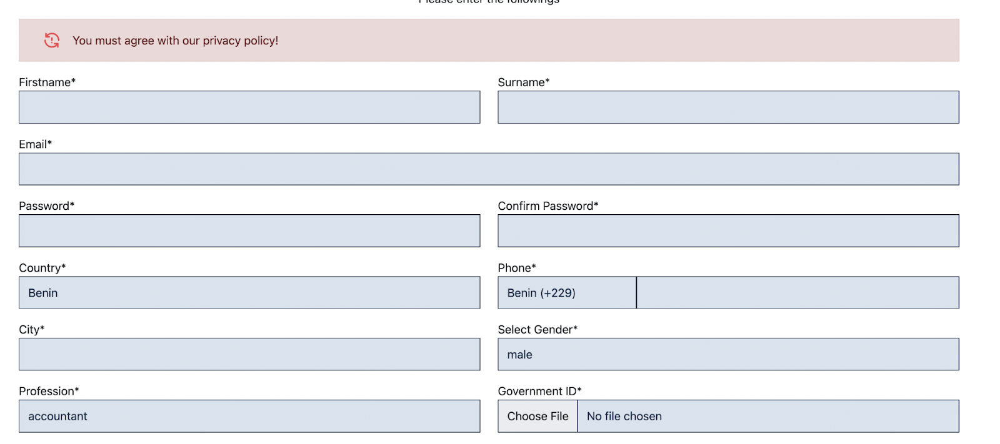 Please enter the followings
You must agree with our privacy policy!
Firstname*
Surname*
Email*
Password*
Confirm Password*
Country*
Phone*
Benin
Benin (+229)
City*
Select Gender*
male
Profession*
Government ID*
accountant
Choose File No file chosen